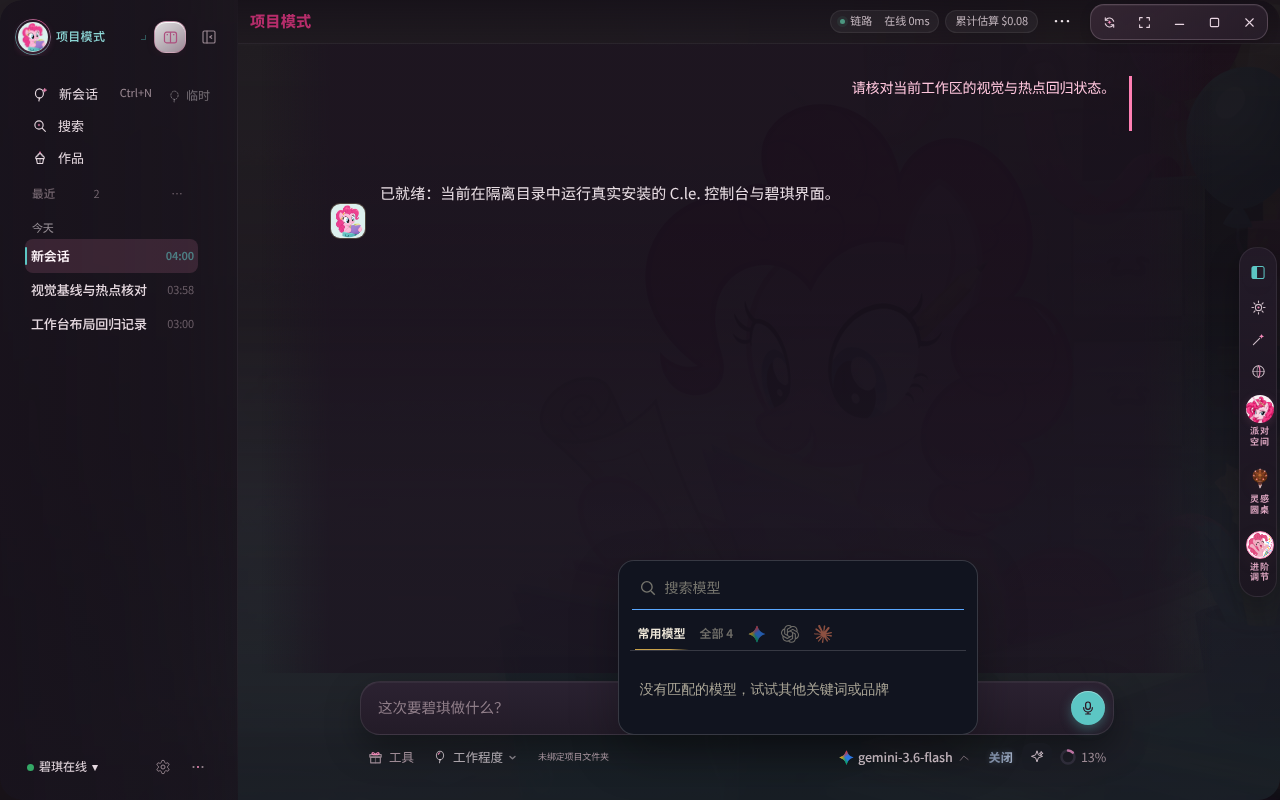 项目模式
新会话 Ctrl+N 临时
搜索
作品
最近 2
今天
新会话 04:00
视觉基线与热点核对 03:58
工作台布局回归记录 03:00
碧琪在线 ▾
项目模式
链路 在线 0ms 累计估算 $0.08
请核对当前工作区的视觉与热点回归状态。
已就绪：当前在隔离目录中运行真实安装的 C.le. 控制台与碧琪界面。
搜索模型
常用模型 全部 4
没有匹配的模型，试试其他关键词或品牌
这次要碧琪做什么？
工具 工作程度 未绑定项目文件夹 gemini-3.6-flash 关闭 13%
派对
空间
灵感
圆桌
进阶
调节